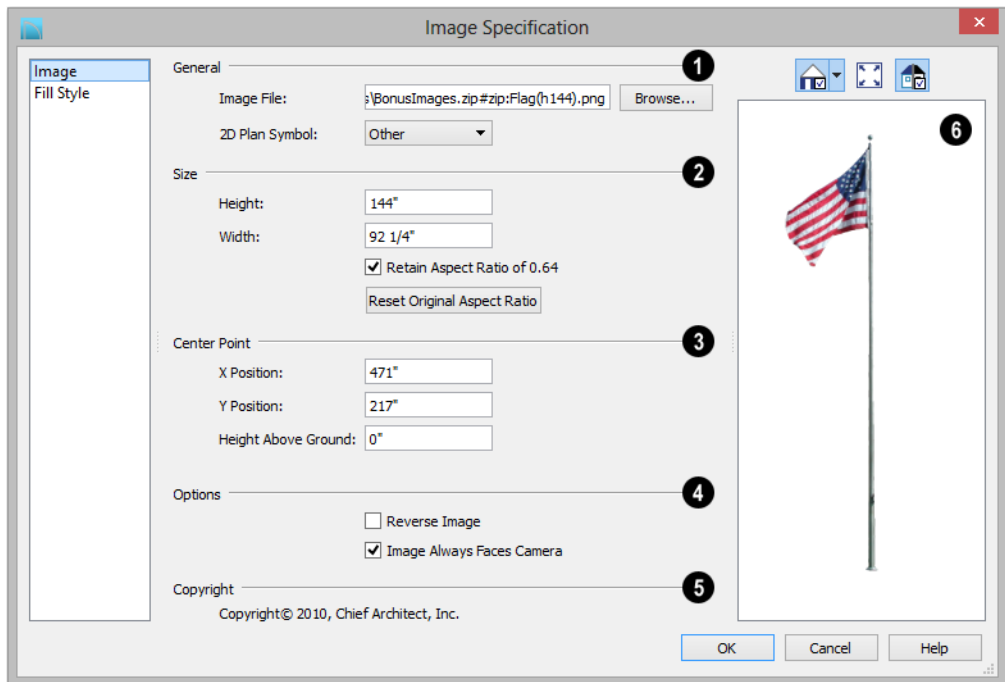 Image Specification
Image
Fill Style
General
1
Image File:
s\BonusImages.zip#zip:Flag(h144).png
Browse...
2D Plan Symbol:
Other
Size
2
Height:
144"
Width:
92 1/4"
Retain Aspect Ratio of 0.64
Reset Original Aspect Ratio
Center Point
3
X Position:
471"
Y Position:
217"
Height Above Ground:
0"
Options
4
Reverse Image
Image Always Faces Camera
Copyright
5
Copyright© 2010, Chief Architect, Inc.
6
OK
Cancel
Help